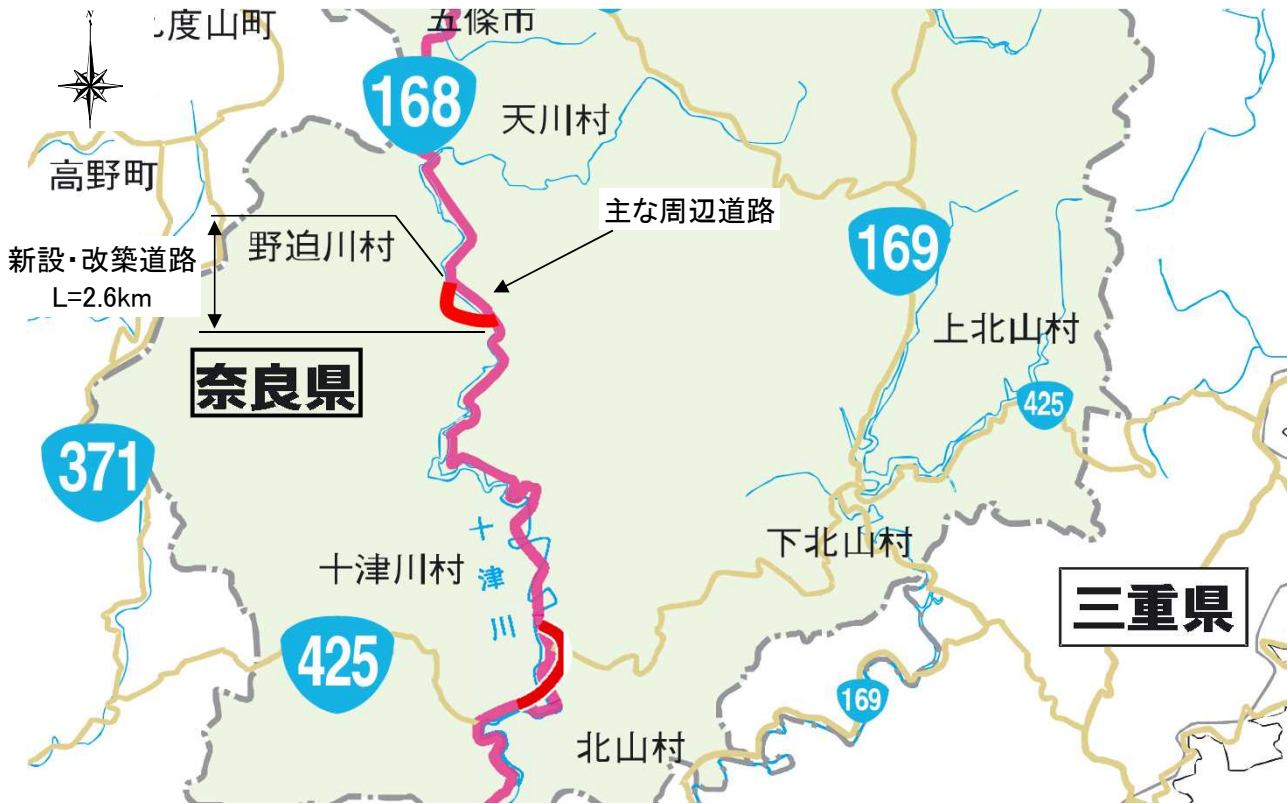 五條市
度山町
168
天川村
高野町
主な周辺道路
野迫川村
169
新設・改築道路
L=2.6km
上北山村
奈良県
425
371
十津川
下北山村
十津川村
三重県
425
169
北山村